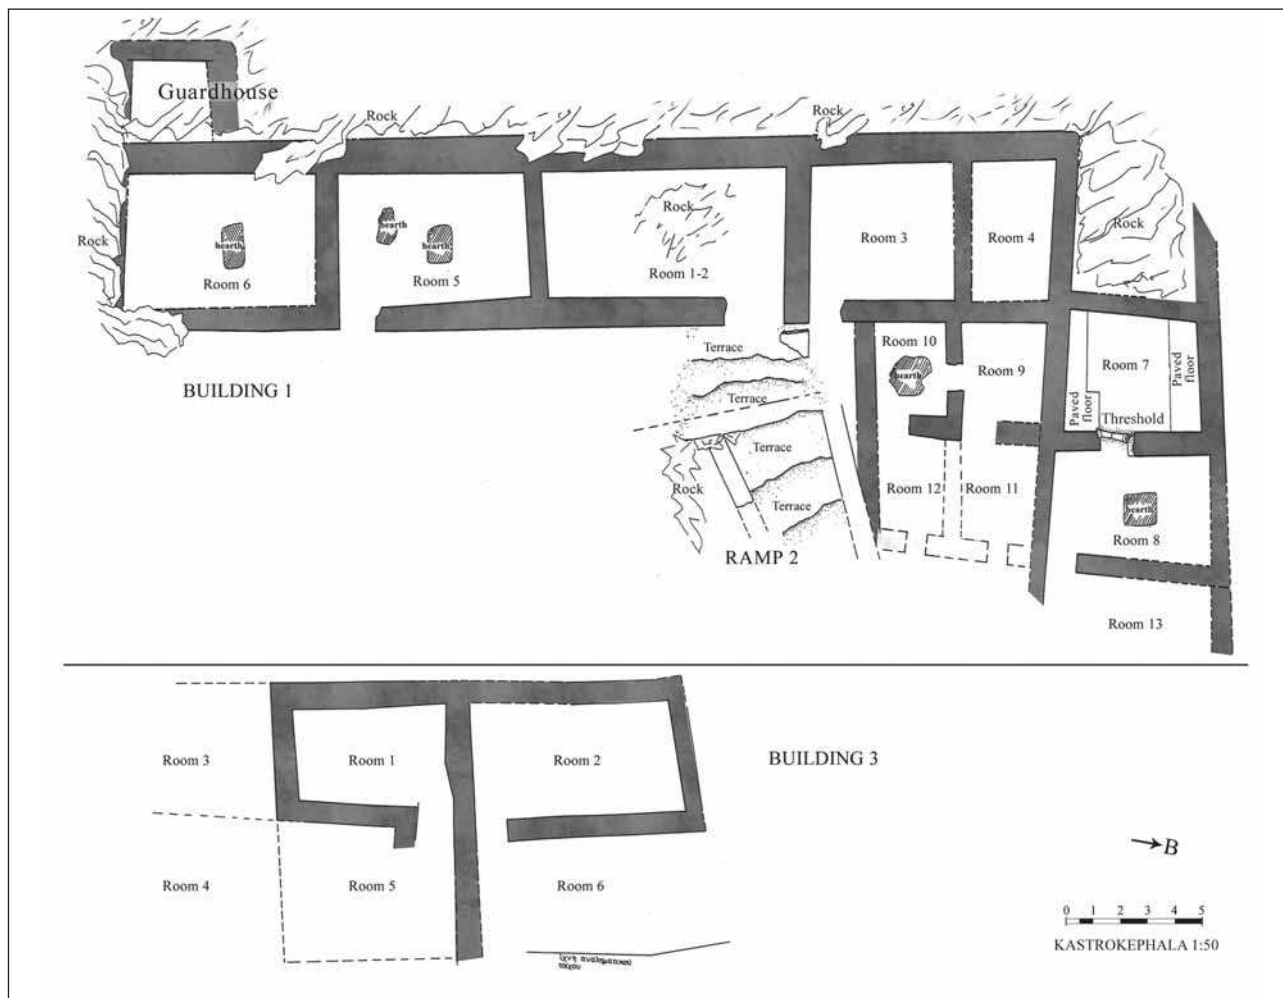 Guardhouse
Rock
Rock
Rock
Rock
Rock
hearth
hearth
hearth
Room 6
Room 5
Room 1-2
Room 3
Room 4
Room 10
hearth
Room 9
Room 7
Paved
floor
Paved
floor
Threshold
BUILDING 1
Terrace
Terrace
Terrace
Terrace
Rock
RAMP 2
Room 12
Room 11
hearth
Room 8
Room 13
Room 3
Room 1
Room 2
BUILDING 3
Room 4
Room 5
Room 6
ίχνη αναλημματικού
τοίχου
B
0 1 2 3 4 5
KASTROKEPHALA 1:50